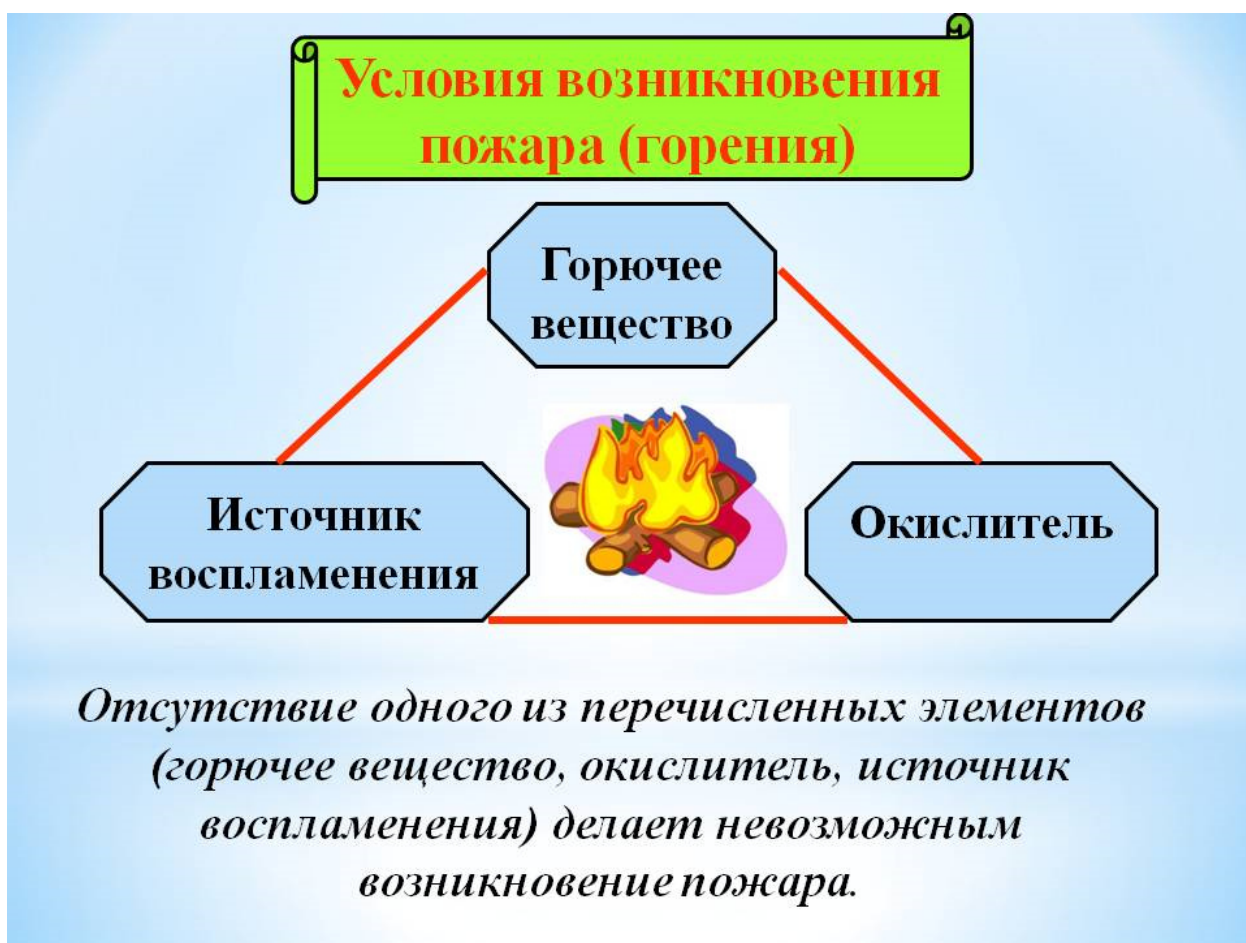 Условия возникновения
пожара (горения)
Горючее
вещество
Источник
воспламенения
Окислитель
Отсутствие одного из перечисленных элементов
(горючее вещество, окислитель, источник
воспламенения) делает невозможным
возникновение пожара.